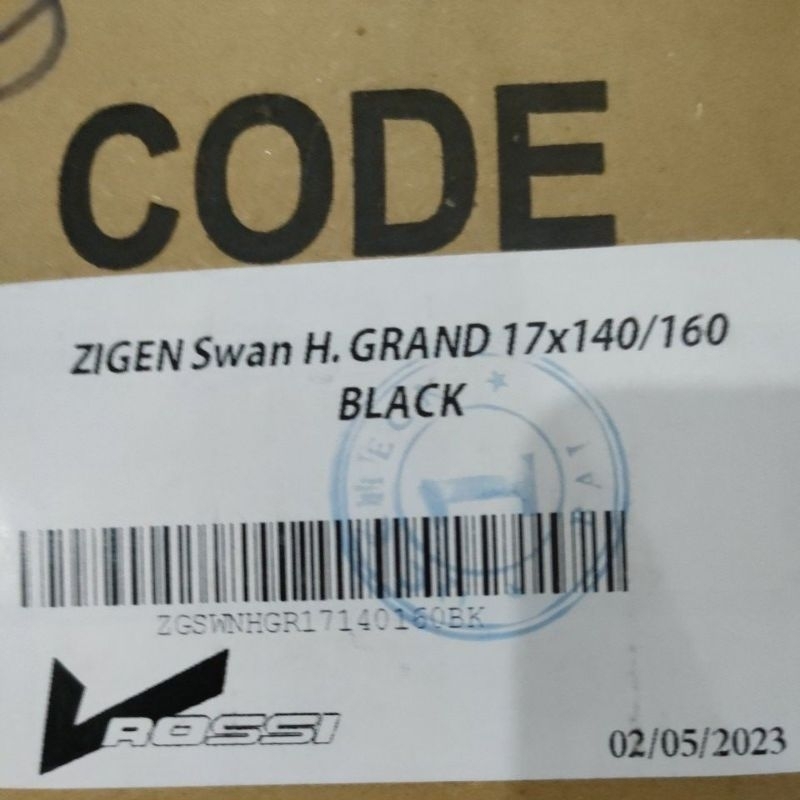 CODE
ZIGEN Swan H. GRAND 17x140/160
BLACK
ZGSWNHGR17140160BK
ROSSI
02/05/2023